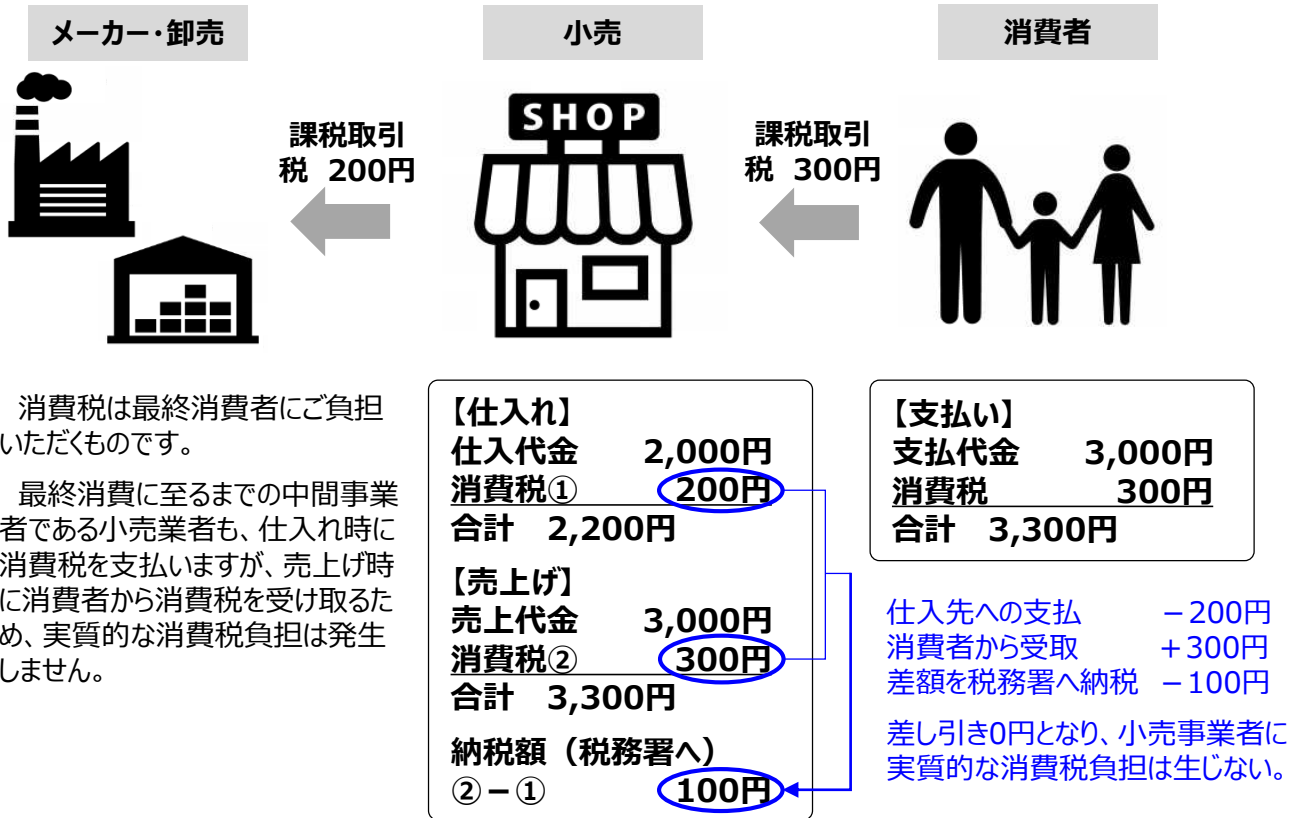 メーカー・卸売
小売
消費者
課税取引
税 200円
SHOP
課税取引
税 300円
消費税は最終消費者にご負担
いただくものです。
最終消費に至るまでの中間事業
者である小売業者も、仕入れ時に
消費税を支払いますが、売上げ時
に消費者から消費税を受け取るた
め、実質的な消費税負担は発生
しません。
【仕入れ】
仕入代金 2,000円
消費税① 200円
合計 2,200円
【売上げ】
売上代金 3,000円
消費税② 300円
合計 3,300円
納税額（税務署へ）
②－① 100円
【支払い】
支払代金 3,000円
消費税 300円
合計 3,300円
仕入先への支払 －200円
消費者から受取 ＋300円
差額を税務署へ納税 －100円
差し引き0円となり、小売事業者に
実質的な消費税負担は生じない。